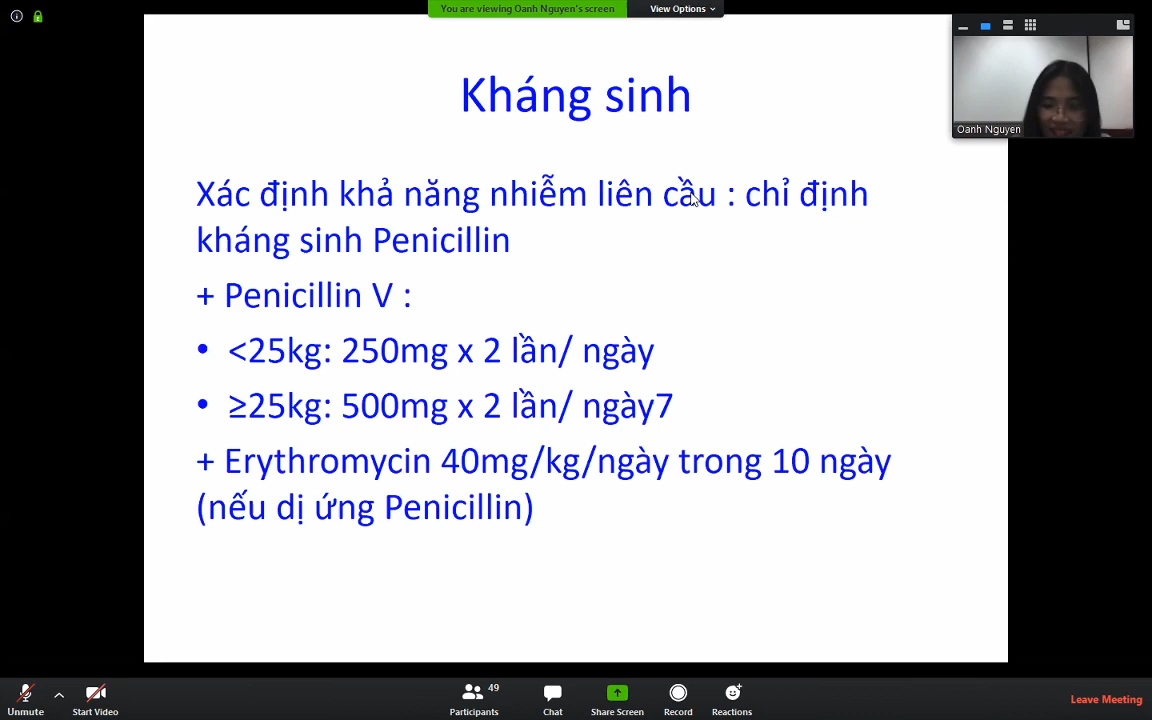 You are viewing Oanh Nguyen's screen
View Options
Oanh Nguyen
Kháng sinh
Xác định khả năng nhiễm liên cầu : chỉ định
kháng sinh Penicillin
+ Penicillin V :
• <25kg: 250mg x 2 lần/ ngày
• ≥25kg: 500mg x 2 lần/ ngày7
+ Erythromycin 40mg/kg/ngày trong 10 ngày
(nếu dị ứng Penicillin)
Unmute
Start Video
49
Participants
Chat
Share Screen
Record
Reactions
Leave Meeting